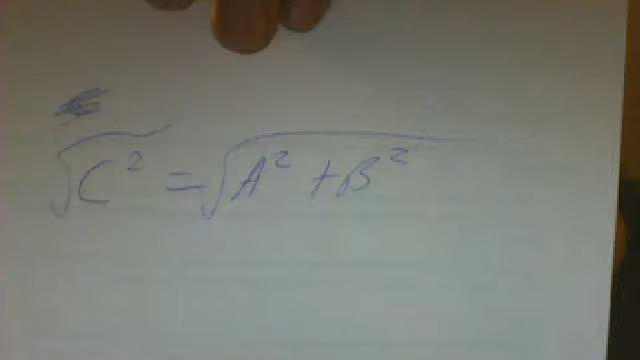 √C² = √A² + B²